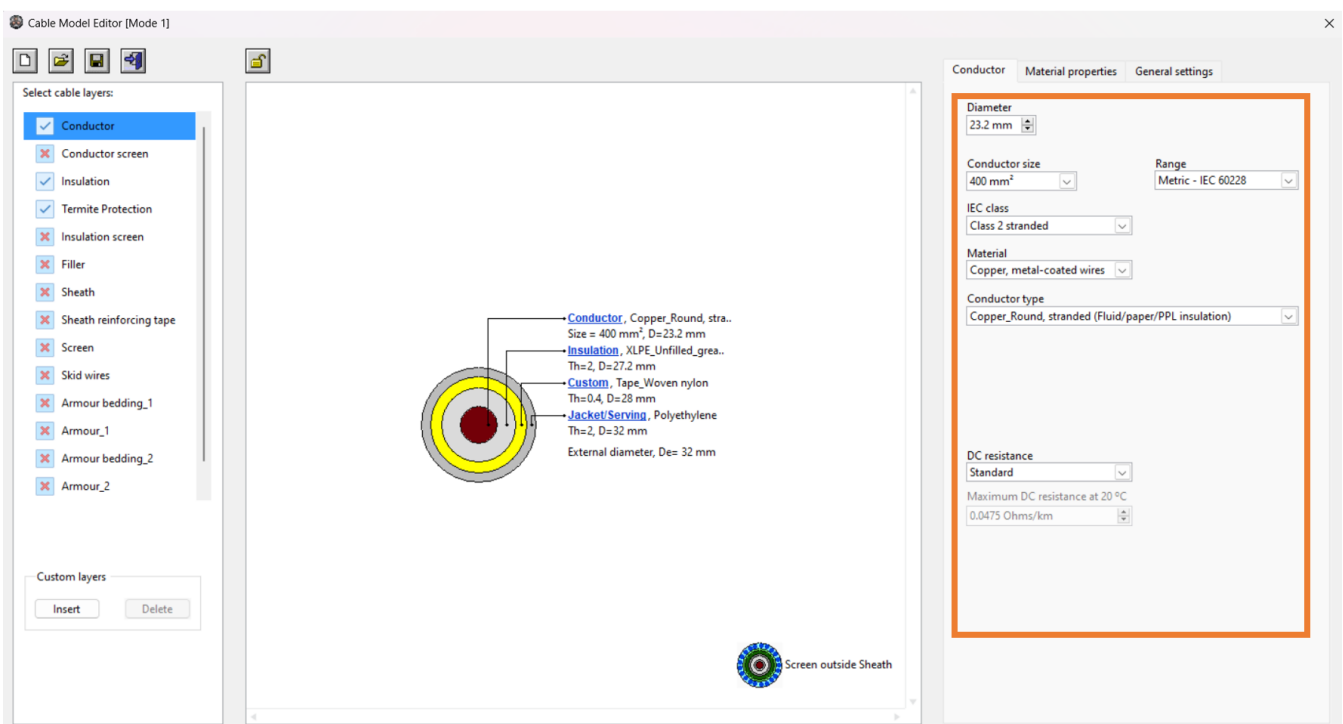 Cable Model Editor [Mode 1]
Select cable layers:
Conductor
Conductor screen
Insulation
Termite Protection
Insulation screen
Filler
Sheath
Sheath reinforcing tape
Screen
Skid wires
Armour bedding_1
Armour_1
Armour bedding_2
Armour_2
Custom layers
Insert
Delete
Conductor, Copper_Round, stra..
Size = 400 mm², D=23.2 mm
Insulation, XLPE_Unfilled_grea..
Th=2, D=27.2 mm
Custom, Tape_Woven nylon
Th=0.4, D=28 mm
Jacket/Serving, Polyethylene
Th=2, D=32 mm
External diameter, De= 32 mm
Screen outside Sheath
Conductor
Material properties
General settings
Diameter
23.2 mm
Conductor size
Range
400 mm²
Metric - IEC 60228
IEC class
Class 2 stranded
Material
Copper, metal-coated wires
Conductor type
Copper_Round, stranded (Fluid/paper/PPL insulation)
DC resistance
Standard
Maximum DC resistance at 20 ºC
0.0475 Ohms/km